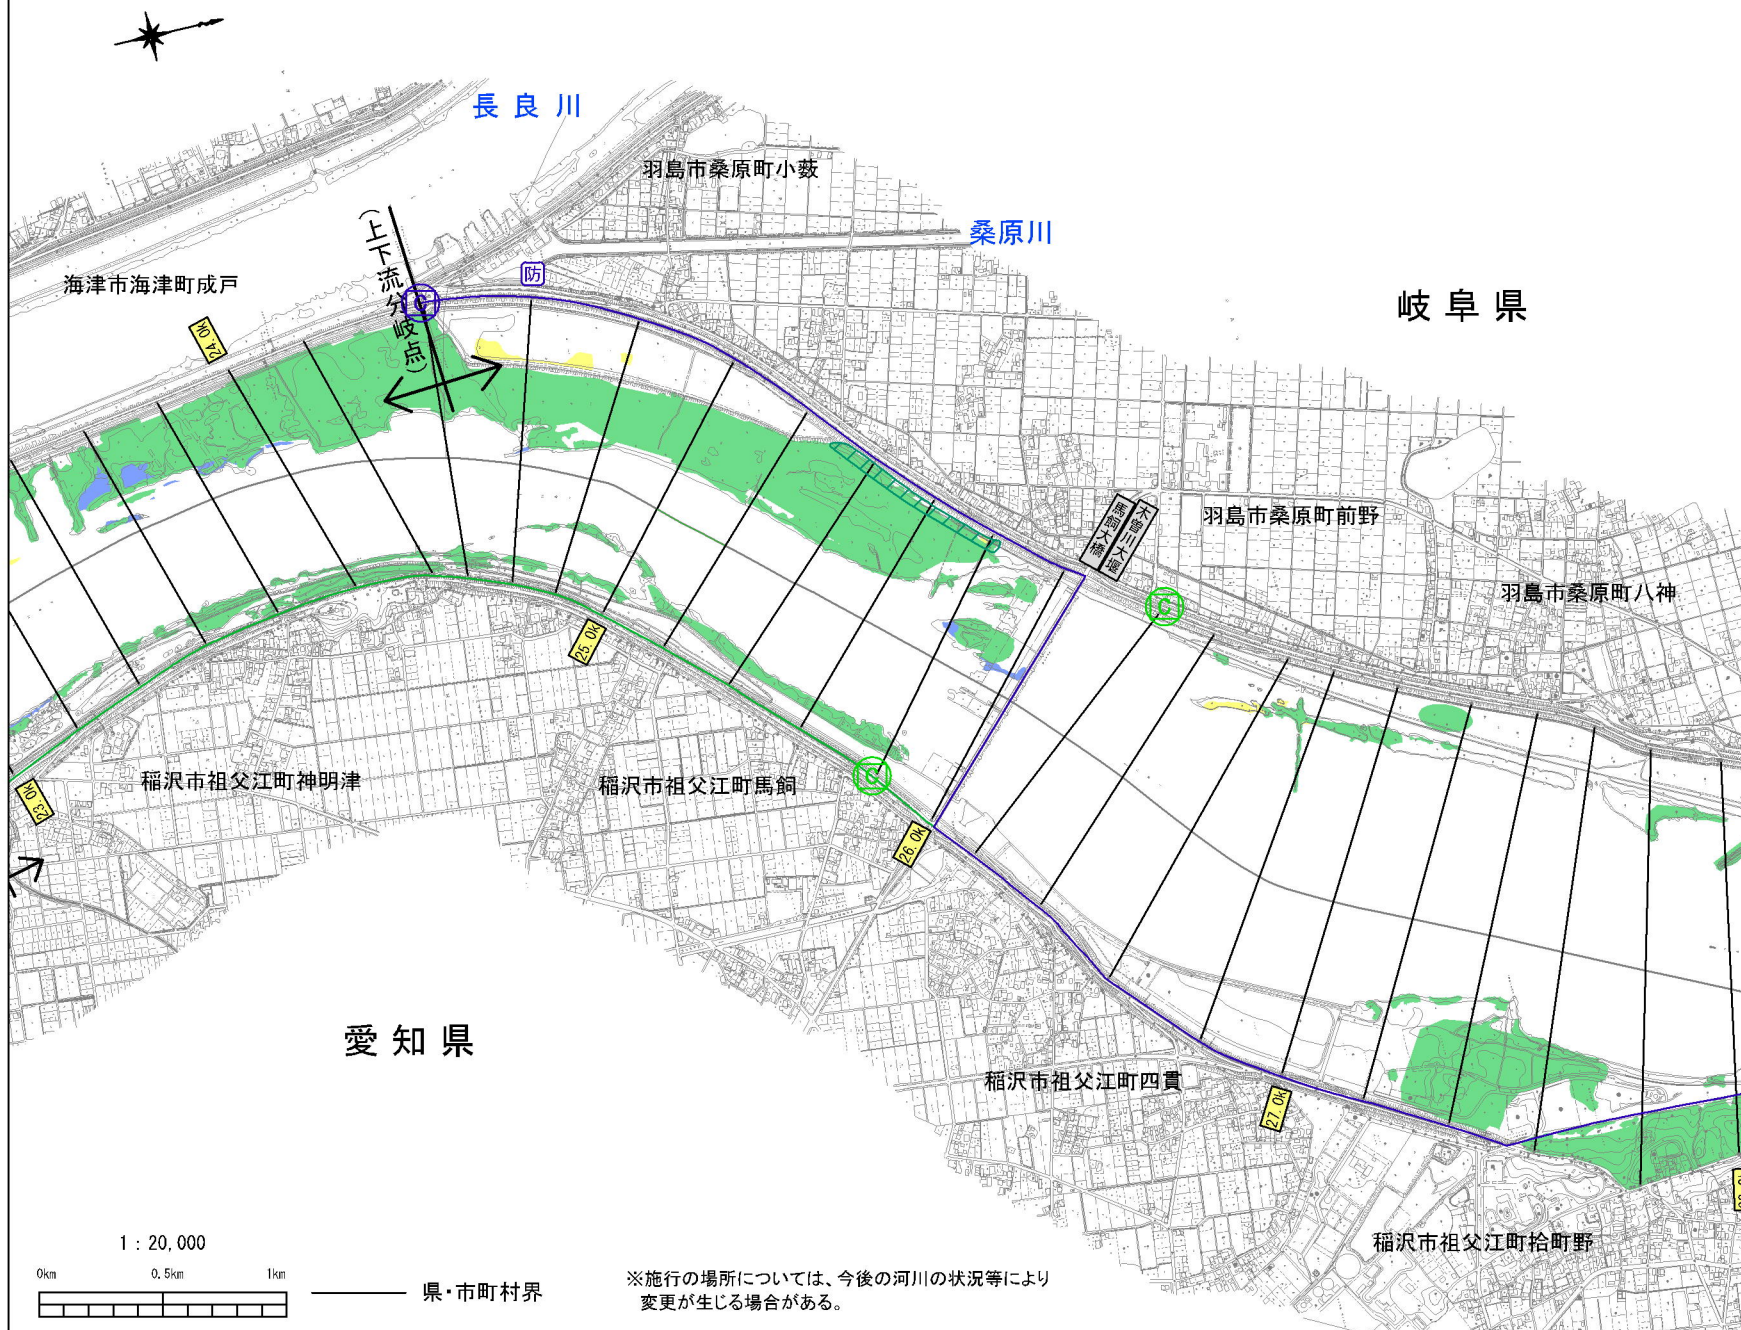 長良川
羽島市桑原町小薮
桑原川
(上下流分岐点)
防
C
海津市海津町成戸
24.0k
岐阜県
木曽川大堰
馬飼大橋
羽島市桑原町前野
C
羽島市桑原町八神
25.0k
稲沢市祖父江町神明津
稲沢市祖父江町馬飼
C
23.0k
26.0k
愛知県
稲沢市祖父江町四貫
27.0k
稲沢市祖父江町拾町野
1:20,000
0km 0.5km 1km
県・市町村界
※施行の場所については、今後の河川の状況等により
変更が生じる場合がある。